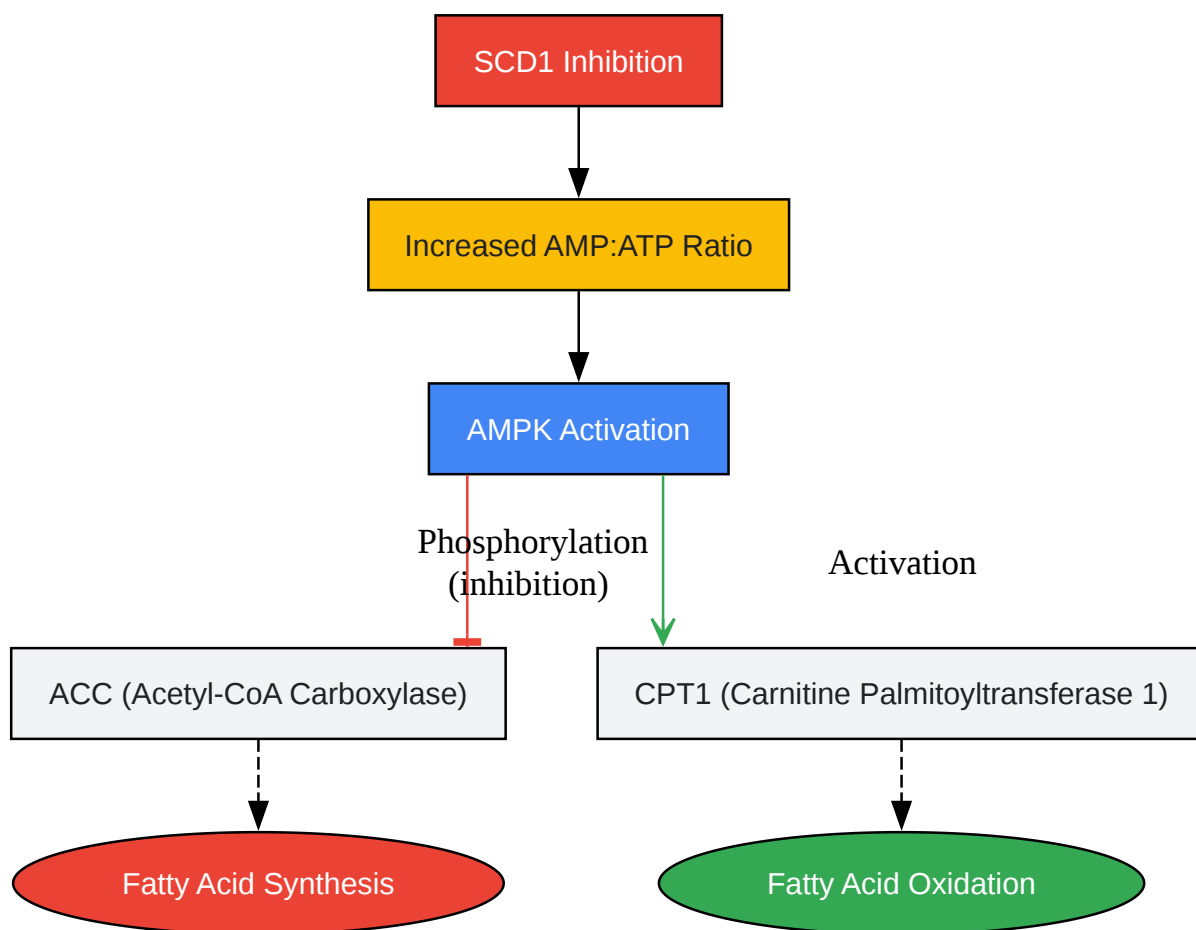 SCD1 Inhibition
Increased AMP:ATP Ratio
AMPK Activation
Phosphorylation
(inhibition)
Activation
ACC (Acetyl-CoA Carboxylase)
CPT1 (Carnitine Palmitoyltransferase 1)
Fatty Acid Synthesis
Fatty Acid Oxidation